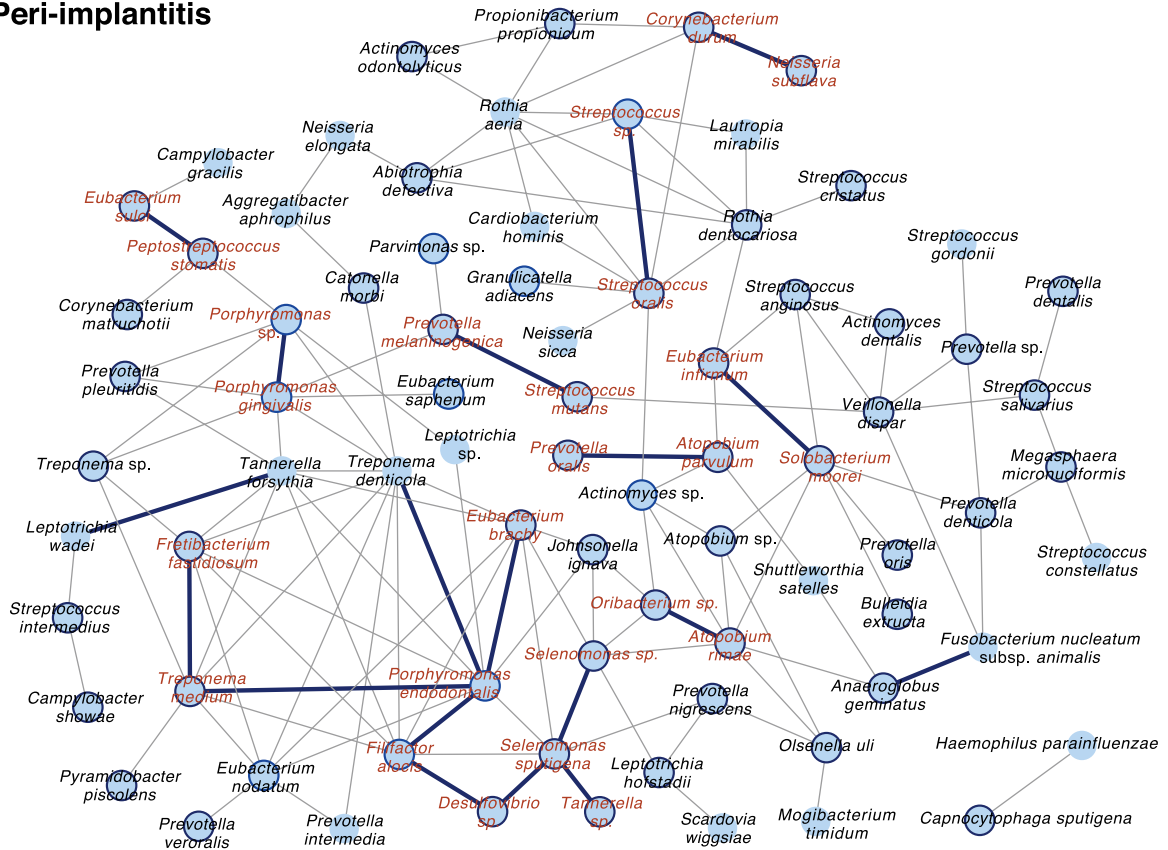 Peri-implantitis
Propionibacterium
propionicum
Corynebacterium
durum
Actinomyces
odontolyticus
Neisseria
subflava
Rothia
aeria
Streptococcus
sp.
Lautropia
mirabilis
Neisseria
elongata
Campylobacter
gracilis
Abiotrophia
defectiva
Streptococcus
cristatus
Eubacterium
sulci
Aggregatibacter
aphrophilus
Cardiobacterium
hominis
Rothia
dentocariosa
Streptococcus
gordonii
Peptostreptococcus
stomatis
Parvimonas sp.
Catonella
morbi
Granulicatella
adiacens
Streptococcus
oralis
Streptococcus
anginosus
Prevotella
dentalis
Corynebacterium
matruchotii
Porphyromonas
sp.
Prevotella
melaninogenica
Neisseria
sicca
Actinomyces
dentalis
Prevotella sp.
Prevotella
pleuritidis
Porphyromonas
gingivalis
Eubacterium
saphenum
Streptococcus
mutans
Eubacterium
infirmum
Veillonella
dispar
Streptococcus
salivarius
Treponema sp.
Tannerella
forsythia
Treponema
denticola
Leptotrichia
sp.
Prevotella
oralis
Atopobium
parvulum
Solobacterium
moorei
Megasphaera
micronuciformis
Actinomyces sp.
Prevotella
denticola
Leptotrichia
wadei
Fretibacterium
fastidiosum
Eubacterium
brachy
Johnsonella
ignava
Atopobium sp.
Prevotella
oris
Streptococcus
constellatus
Shuttleworthia
satelles
Streptococcus
intermedius
Oribacterium sp.
Bulleidia
extructa
Selenomonas sp.
Atopobium
rimae
Fusobacterium nucleatum
subsp. animalis
Campylobacter
showae
Treponema
medium
Porphyromonas
endodontalis
Prevotella
nigrescens
Anaeroglobus
geminatus
Pyramidobacter
piscolens
Eubacterium
nodatum
Filifactor
alocis
Selenomonas
sputigena
Leptotrichia
hofstadii
Olsenella uli
Haemophilus parainfluenzae
Prevotella
veroralis
Prevotella
intermedia
Desulfovibrio
sp.
Tannerella
sp.
Scardovia
wiggsiae
Mogibacterium
timidum
Capnocytophaga sputigena